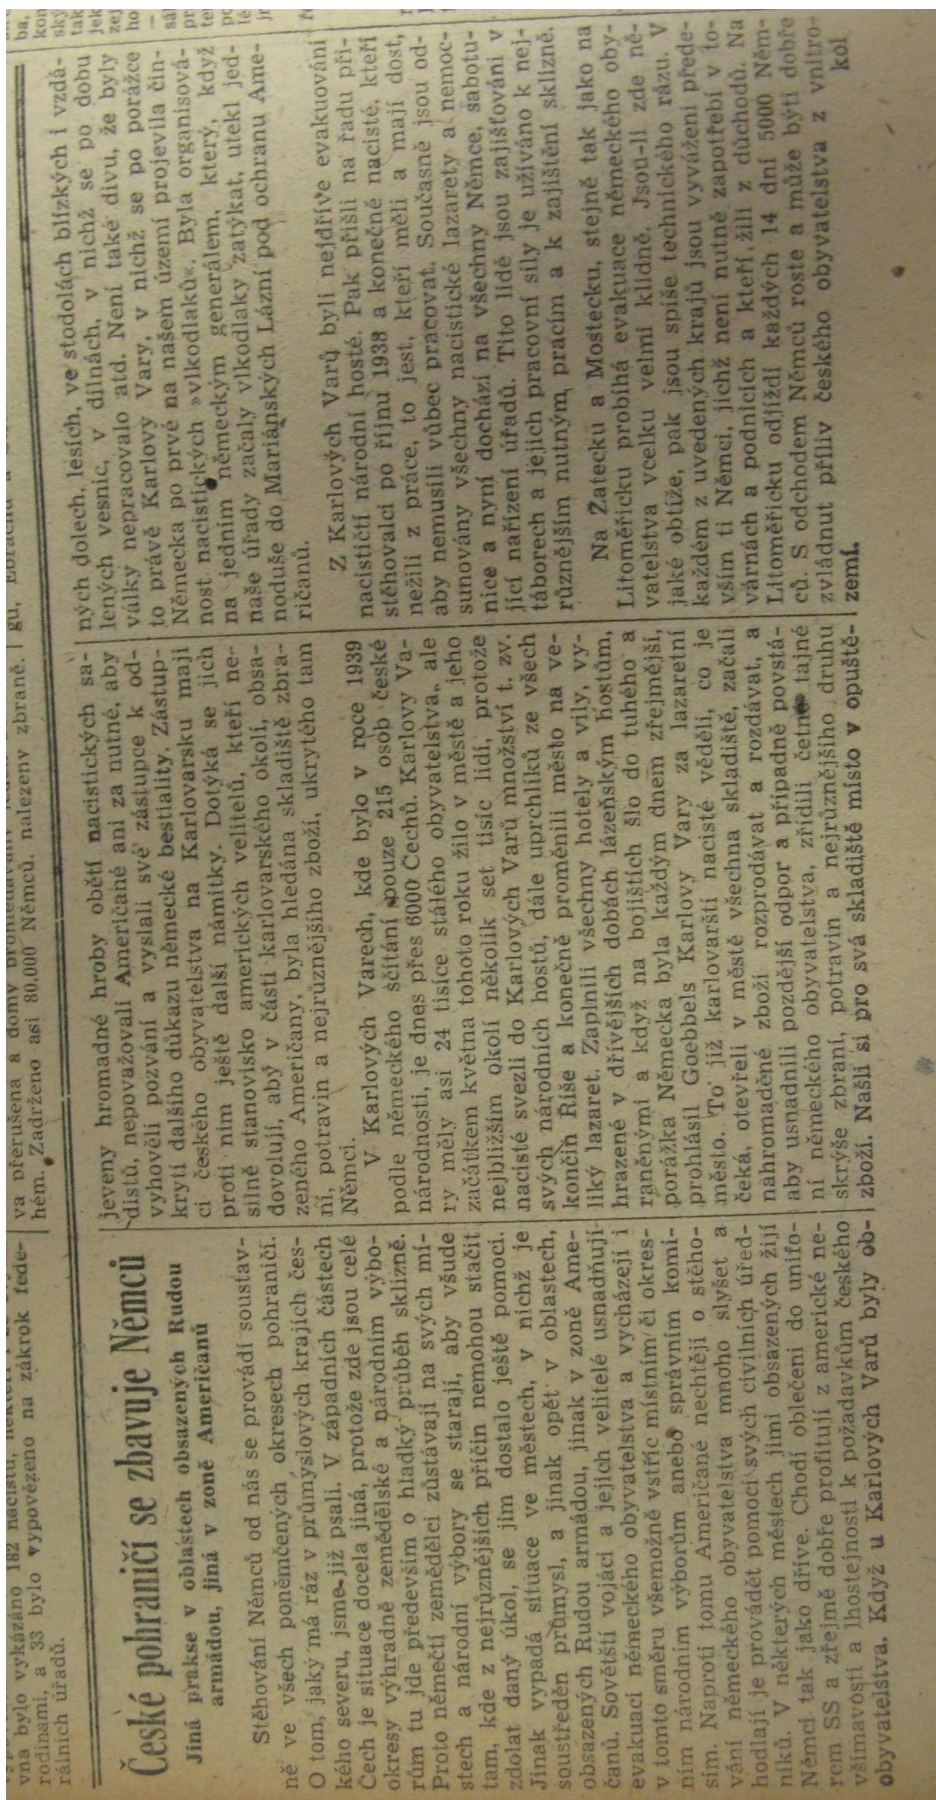 vna bylo vykázáno 182 nacistů,
rodinami, a 33 bylo vypovězeno na zákrok fede-
rálních úřadů.
va přerušena a domy
hém. Zadrženo asi 80.000 Němců. nalezeny zbraně.
České pohraničí se zbavuje Němců
Jiná prakse v oblastech obsazených Rudou
armádou, jiná v zoně Američanů
Stěhování Němců od nás se provádí soustav-
ně ve všech poněmčených okresech pohraničí.
O tom, jaký má ráz v průmyslových krajích čes-
kého severu, jsme již psali. V západních částech
Čech je situace docela jiná, protože zde jsou celé
okresy výhradně zemědělské a národním výbo-
rům tu jde především o hladký průběh sklizně.
Proto němečtí zemědělci zůstávají na svých mí-
stech a národní výbory se starají, aby všude
tam, kde z nejrůznějších příčin nemohou stačit
zdolat daný úkol, se jim dostalo ještě pomoci.
Jinak vypadá situace ve městech, v nichž je
soustředěn průmysl, a jinak opět v oblastech,
obsazených Rudou armádou, jinak v zoně Ame-
čanů. Sovětští vojáci a jejich velitelé usnadňují
evakuaci německého obyvatelstva a vycházejí i
v tomto směru všemožně vstříc místním či okres-
ním národním výborům anebo správním komi-
sím. Naproti tomu Američané nechtějí o stěho-
vání německého obyvatelstva mnoho slyšet a
hodlají je provádět pomocí svých civilních úřed-
níků. V některých městech jimi obsazených žijí
Němci tak jako dříve. Chodí oblečeni do unifo-
rem SS a zřejmě dobře profitují z americké ne-
všímavosti a lhostejnosti k požadavkům českého
obyvatelstva. Když u Karlových Varů byly ob-
jeveny hromadné hroby obětí nacistických sa-
distů, nepovažovali Američané ani za nutné, aby
vyhověli pozvání a vyslali své zástupce k od-
krytí dalšího důkazu německé bestiality. Zástup-
ci českého obyvatelstva na Karlovarsku mají
proti nim ještě další námitky. Dotýká se jich
silně stanovisko amerických velitelů, kteří ne-
dovolují, aby v části karlovarského okolí, obsa-
zeného Američany, byla hledána skladiště zbra-
ní, potravin a nejrůznějšího zboží, ukrytého tam
Němci.
V Karlových Varech, kde bylo v roce 1939
podle německého sčítání pouze 215 osob české
národnosti, je dnes přes 6000 Čechů. Karlovy Va-
ry měly asi 24 tisíce stálého obyvatelstva, ale
začátkem května tohoto roku žilo v městě a jeho
nejbližším okolí několik set tisíc lidí, protože
nacisté svezli do Karlových Varů množství t. zv.
svých národních hostů, dále uprchlíků ze všech
končin Říše a konečně proměnili město na ve-
liký lazaret. Zaplnili všechny hotely a vily, vy-
hrazené v dřívějších dobách lázeňským hostům,
raněnými a když na bojištích šlo do tuhého a
porážka Německa byla každým dnem zřejmější,
prohlásil Goebbels Karlovy Vary za lazaretní
město. To již karlovarští nacisté věděli, co je
čeká, otevřeli v městě všechna skladiště, začali
nahromaděné zboží rozprodávat a rozdávat, a
aby usnadnili pozdější odpor a případné povstá-
ní německého obyvatelstva, zřídili četné tajné
skrýše zbraní, potravin a nejrůznějšího druhu
zboží. Našli si pro svá skladiště místo v opuště-
ných dolech, lesích, ve stodolách blízkých i vzdá-
lených vesnic, v dílnách, v nichž se po dobu
války nepracovalo atd. Není také divu, že byly
to právě Karlovy Vary, v nichž se po porážce
Německa po prvé na našem území projevila čin-
nost nacistických »vlkodlaků«. Byla organisová-
na jedním německým generálem, který, když
naše úřady začaly vlkodlaky zatýkat, utekl jed-
noduše do Mariánských Lázní pod ochranu Ame-
ričanů.
Z Karlových Varů byli nejdříve evakuováni
nacističtí národní hosté. Pak přišli na řadu při-
stěhovalci po říjnu 1938 a konečně nacisté, kteří
nežili z práce, to jest, kteří měli a mají dost,
aby nemusili vůbec pracovat. Současně jsou od-
sunovány všechny nacistické lazarety a nemoc-
nice a nyní dochází na všechny Němce, sabotu-
jící nařízení úřadů. Tito lidé jsou zajišťováni v
táborech a jejich pracovní síly je užíváno k nej-
různějším nutným pracím a k zajištění sklizně.
Na Žatecku a Mostecku, stejně tak jako na
Litoměřicku probíhá evakuace německého oby-
vatelstva vcelku velmi klidně. Jsou-li zde ně-
jaké obtíže, pak jsou spíše technického rázu. V
každém z uvedených krajů jsou vyváženi přede-
vším ti Němci, jichž není nutně zapotřebí v to-
várnách a podnicích a kteří žili z důchodů. Na
Litoměřicku odjíždí každých 14 dní 5000 Něm-
ců. S odchodem Němců roste a může býti dobře
zvládnut příliv českého obyvatelstva z vnitro-
zemí. kol